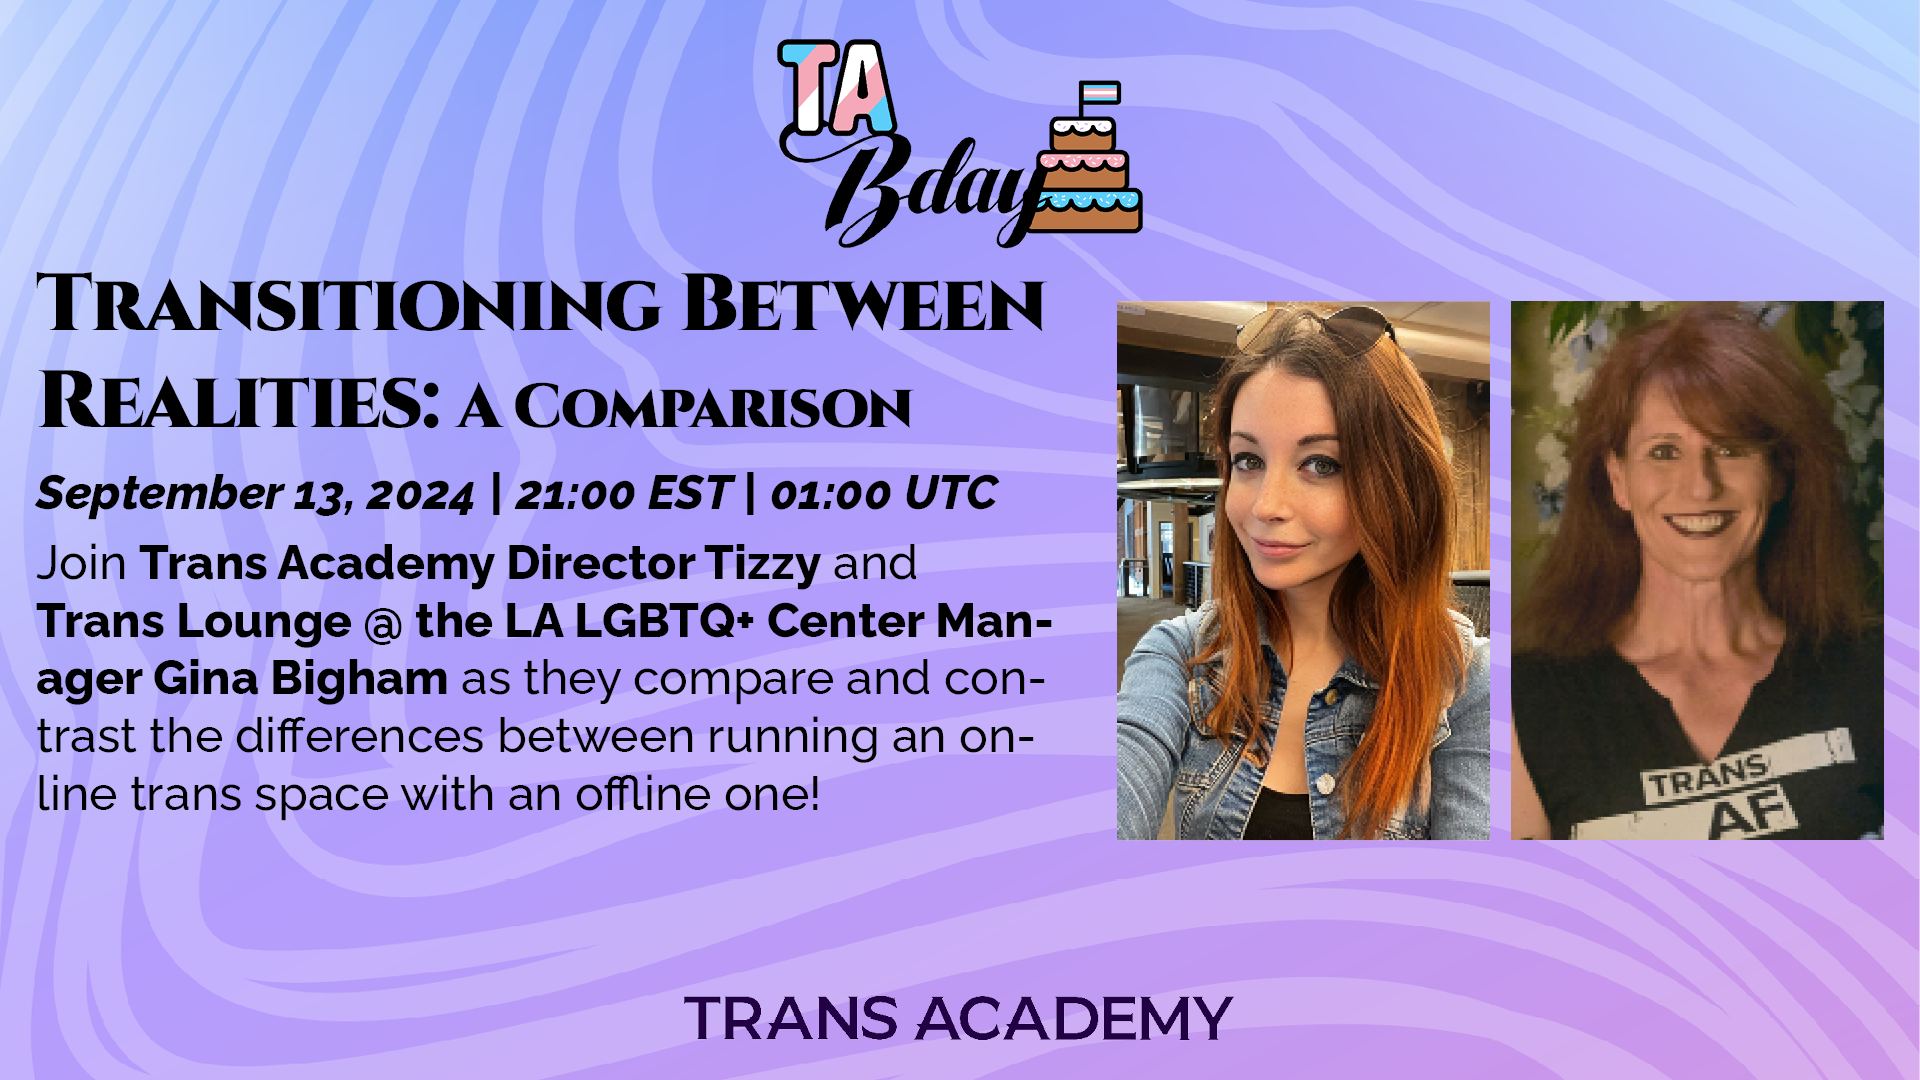 TA
Bday
Transitioning Between
Realities: A Comparison
September 13, 2024 | 21:00 EST | 01:00 UTC
Join Trans Academy Director Tizzy and
Trans Lounge @ the LA LGBTQ+ Center Man-
ager Gina Bigham as they compare and con-
trast the differences between running an on-
line trans space with an offline one!
TRANS
AF
TRANS ACADEMY